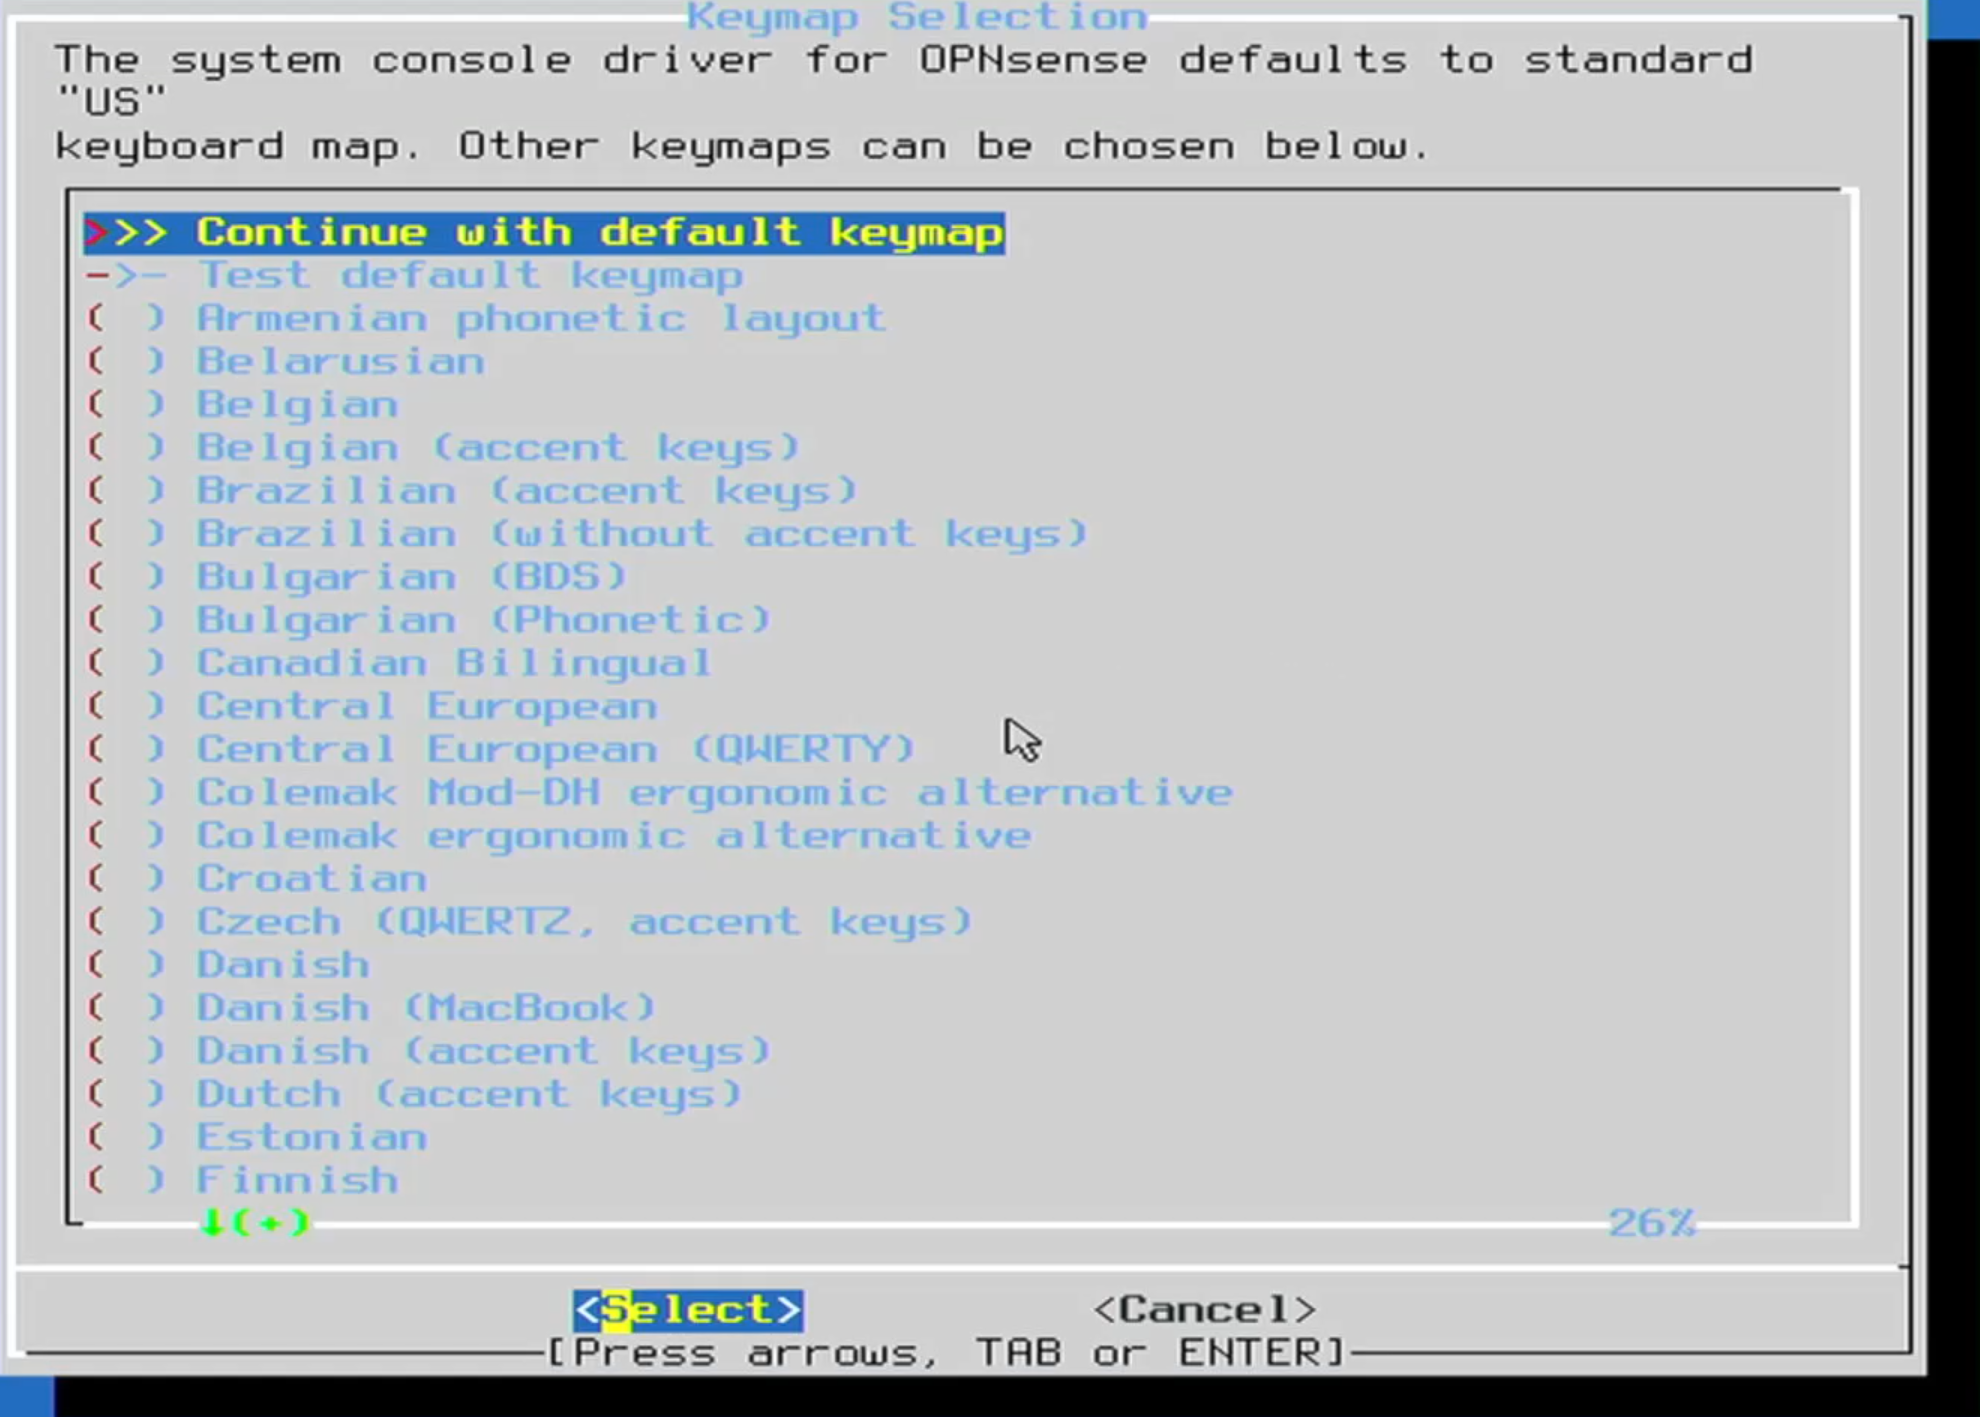 Keymap Selection
The system console driver for OPNsense defaults to standard
"US"
keyboard map. Other keymaps can be chosen below.
>>> Continue with default keymap
->- Test default keymap
( ) Armenian phonetic layout
( ) Belarusian
( ) Belgian
( ) Belgian (accent keys)
( ) Brazilian (accent keys)
( ) Brazilian (without accent keys)
( ) Bulgarian (BDS)
( ) Bulgarian (Phonetic)
( ) Canadian Bilingual
( ) Central European
( ) Central European (QWERTY)
( ) Colemak Mod-DH ergonomic alternative
( ) Colemak ergonomic alternative
( ) Croatian
( ) Czech (QWERTZ, accent keys)
( ) Danish
( ) Danish (MacBook)
( ) Danish (accent keys)
( ) Dutch (accent keys)
( ) Estonian
( ) Finnish
↓(+) 26%
<Select> <Cancel>
[Press arrows, TAB or ENTER]